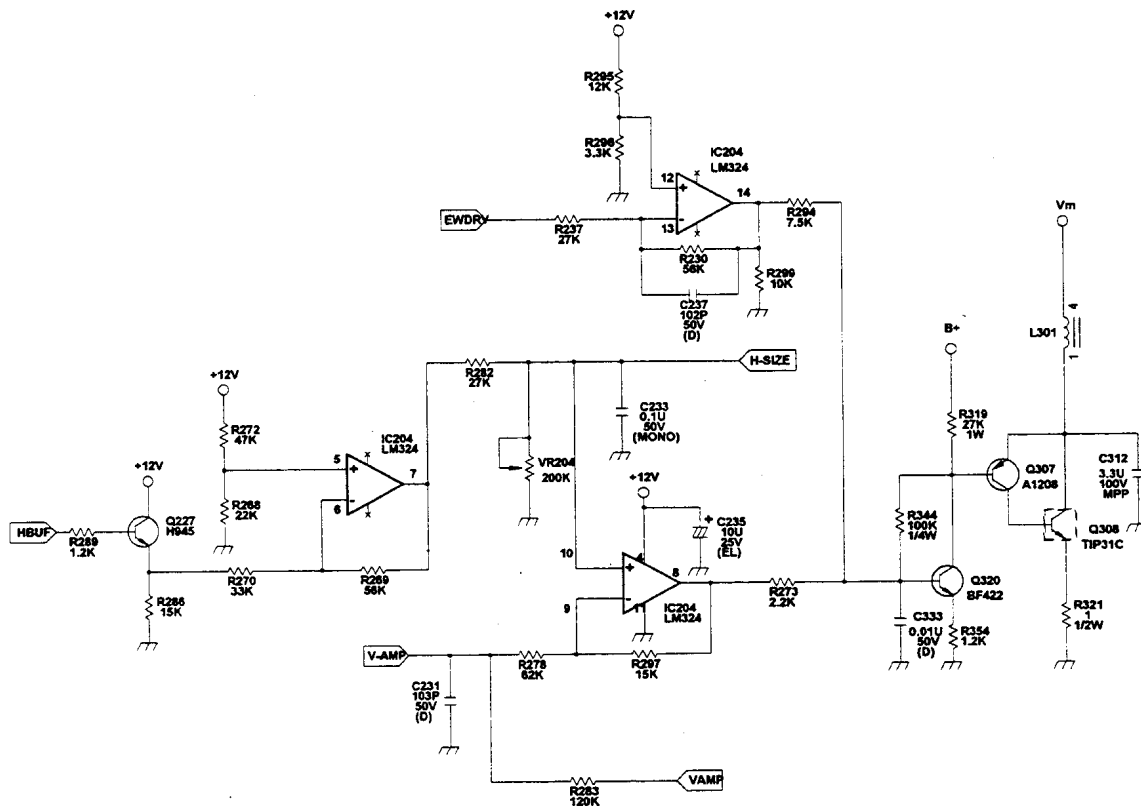 +12V
R295
12K
R296
3.3K
IC204
LM324
12
13
14
EWDRV
R237
27K
R230
56K
C237
102P
50V
(D)
R299
10K
R294
7.5K
Vm
4
L301
1
B+
R282
27K
H-SIZE
+12V
R272
47K
IC204
LM324
5
6
7
C233
0.1U
50V
(MONO)
VR204
200K
+12V
R268
22K
+12V
Q227
H945
HBUF
R289
1.2K
R270
33K
R269
56K
R286
15K
C235
10U
25V
(EL)
+
10
9
4
8
11
IC204
LM324
R273
2.2K
R319
27K
1W
Q307
A1208
C312
3.3U
100V
MPP
R344
100K
1/4W
Q308
TIP31C
Q320
BF422
R321
1
1/2W
C333
0.01U
50V
(D)
R354
1.2K
V-AMP
R278
62K
R297
15K
C231
103P
50V
(D)
R283
120K
VAMP